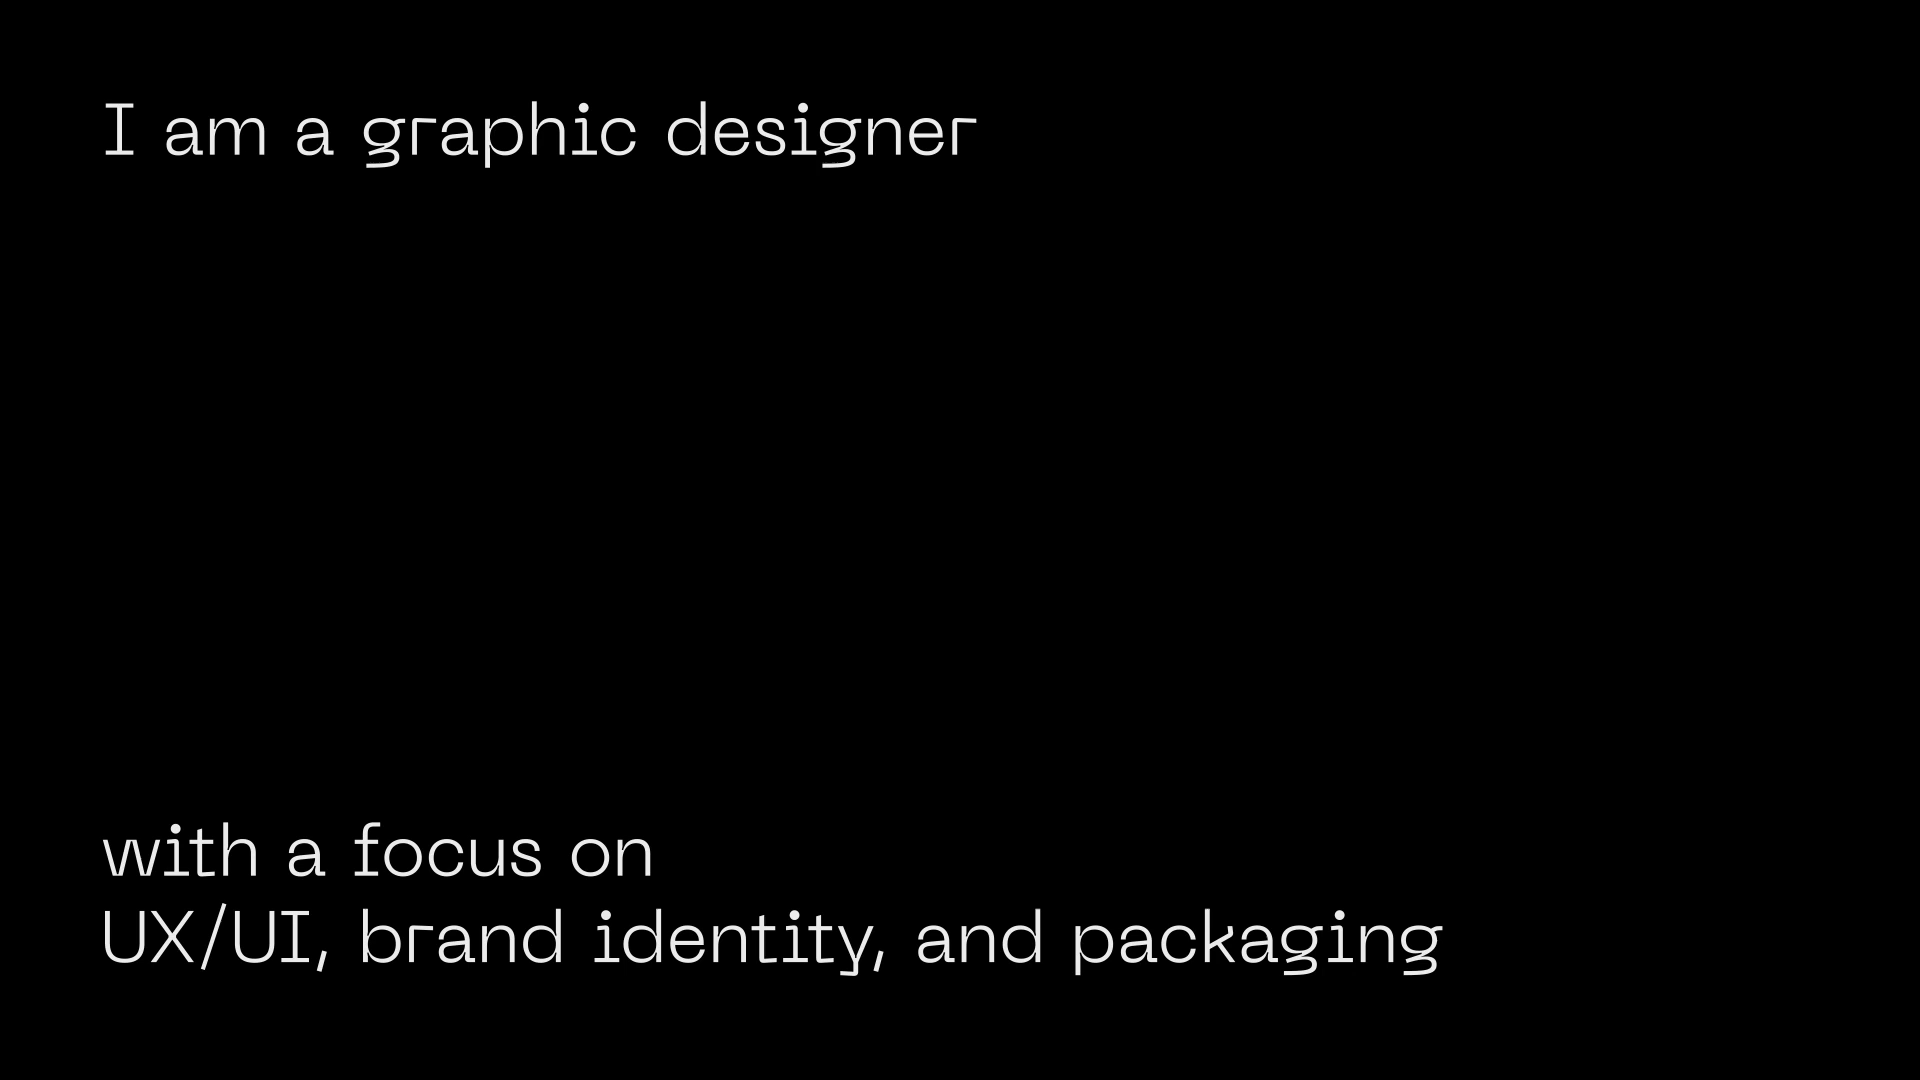 I am a graphic designer
with a focus on
UX/UI, brand identity, and packaging